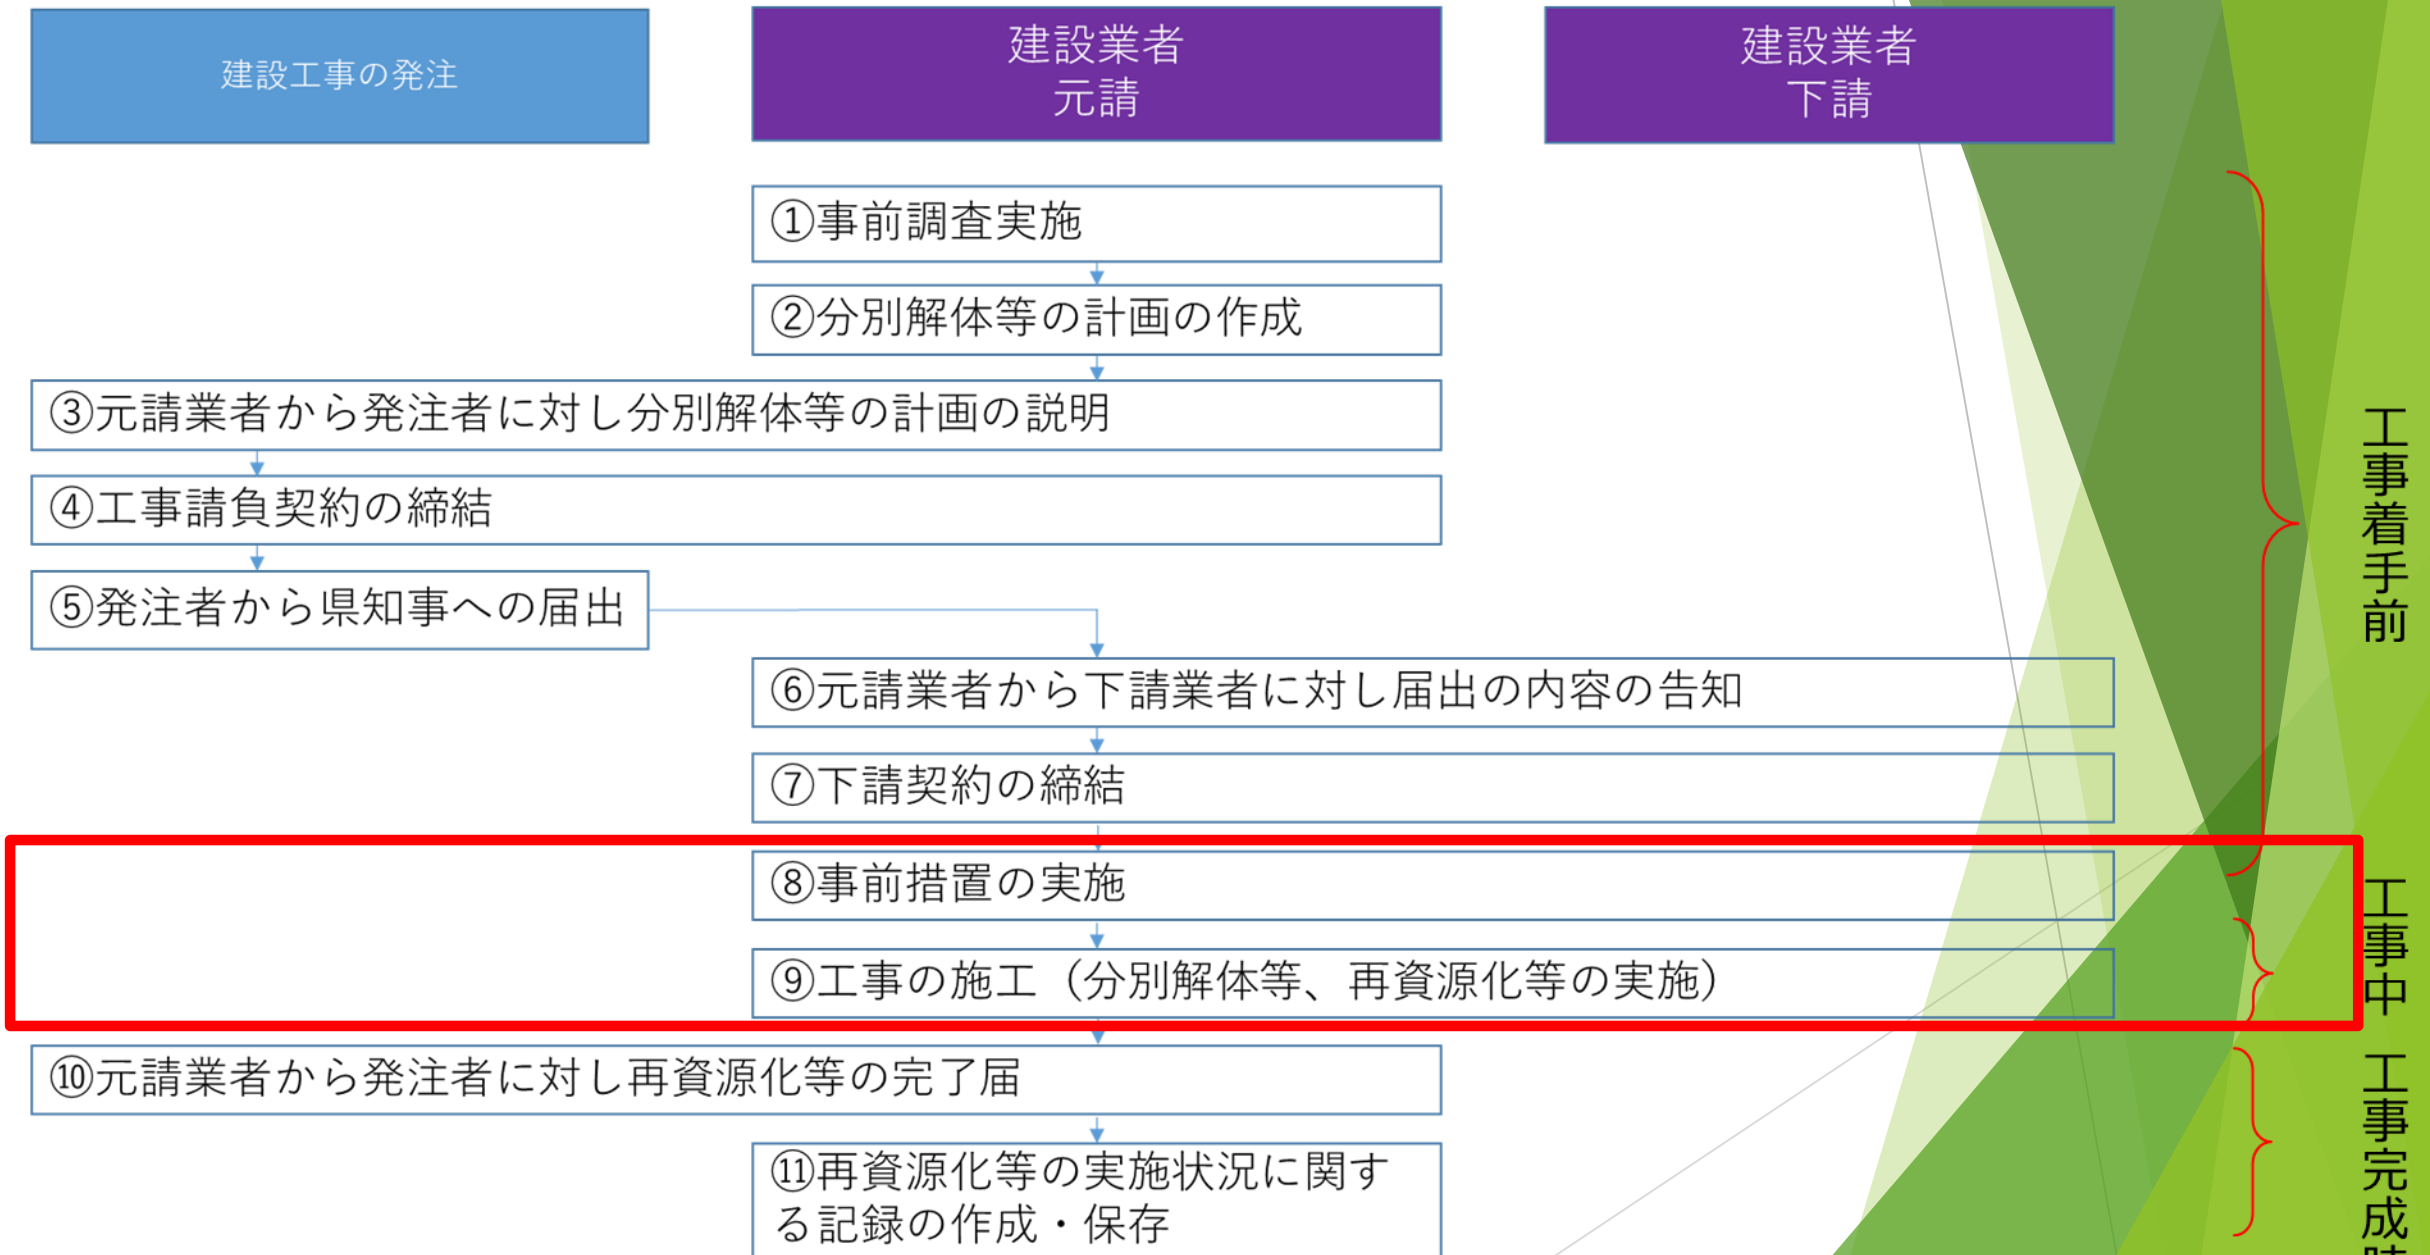 建設工事の発注
建設業者
元請
建設業者
下請
①事前調査実施
②分別解体等の計画の作成
③元請業者から発注者に対し分別解体等の計画の説明
④工事請負契約の締結
⑤発注者から県知事への届出
⑥元請業者から下請業者に対し届出の内容の告知
⑦下請契約の締結
⑧事前措置の実施
⑨工事の施工（分別解体等、再資源化等の実施）
⑩元請業者から発注者に対し再資源化等の完了届
⑪再資源化等の実施状況に関す
る記録の作成・保存
工事着手前
工事中
工事完成